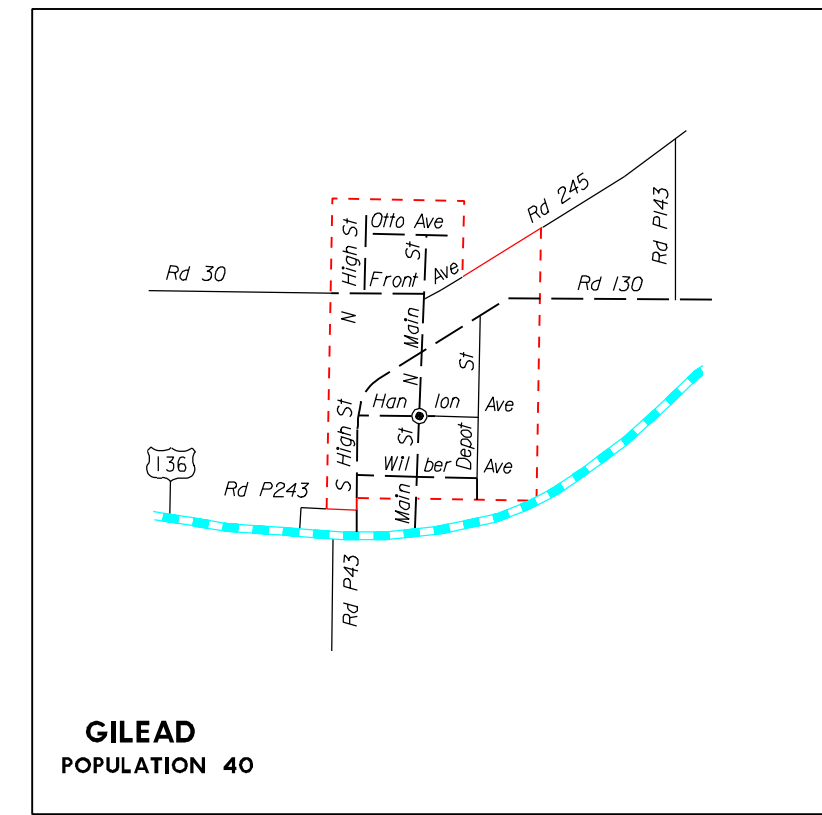 Rd 245
Rd P143
Otto Ave
N High St
St
Rd 30
Front Ave
Rd 130
N Main
St
Han lon Ave
S High St
St
Depot
136
Wil ber Ave
Rd P243
Main
Rd P43
GILEAD
POPULATION 40